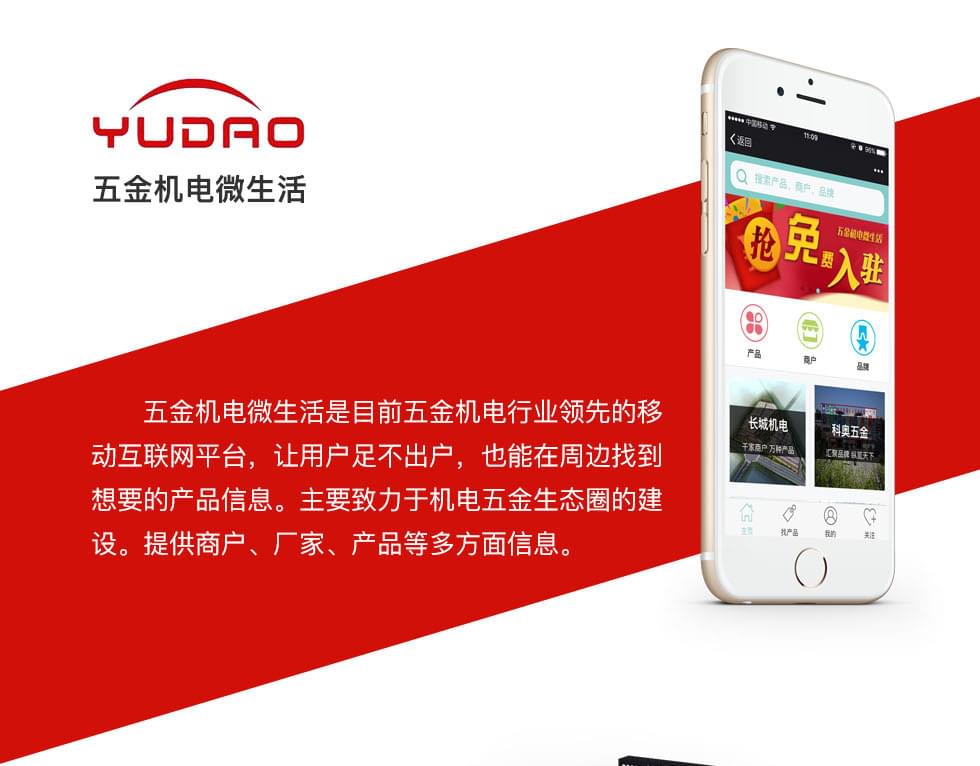 YUDAO
五金机电微生活
五金机电微生活是目前五金机电行业领先的移
动互联网平台，让用户足不出户，也能在周边找到
想要的产品信息。主要致力于机电五金生态圈的建
设。提供商户、厂家、产品等多方面信息。
中国移动
11:09
96%
返回
搜索产品、商户、品牌
五金机电微生活
抢
免费
入驻
产品
商户
品牌
长城机电
千家商户 万种产品
科奥五金
汇聚品牌 纵览天下
主页
找产品
我的
关注